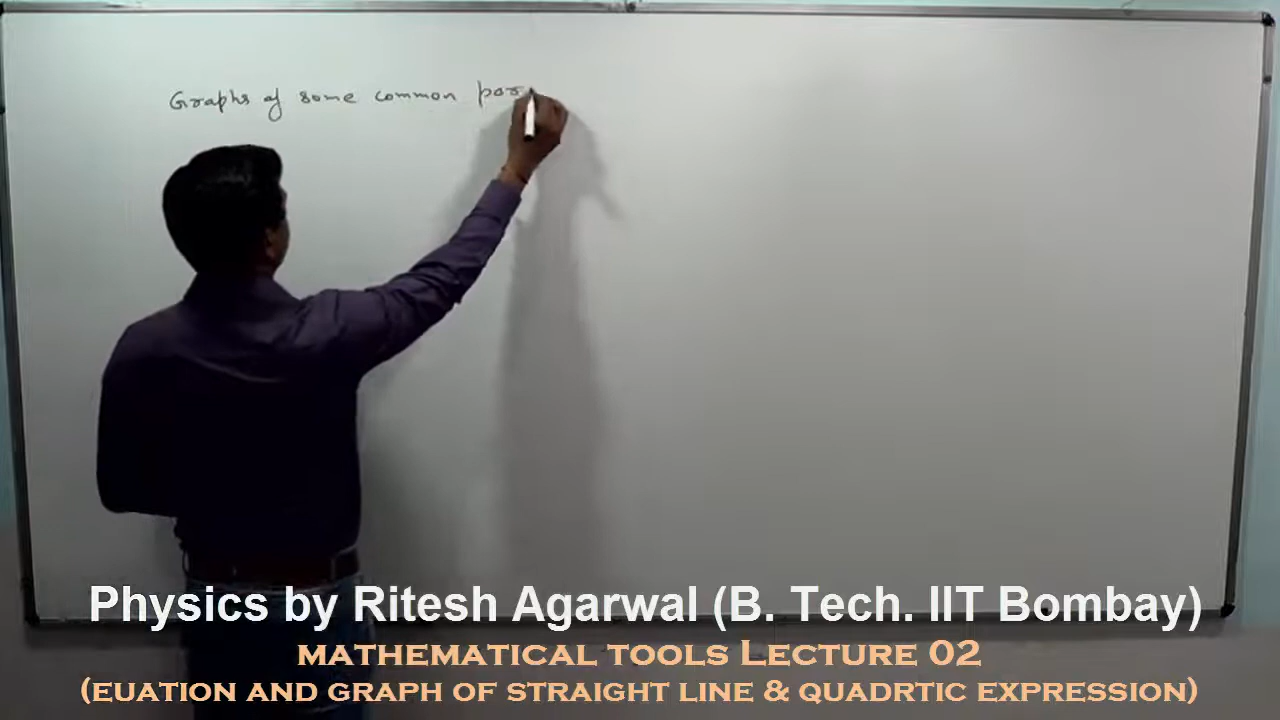 Graphs of some common par
Physics by Ritesh Agarwal (B. Tech. IIT Bombay)
MATHEMATICAL TOOLS LECTURE 02
(EUATION AND GRAPH OF STRAIGHT LINE & QUADRTIC EXPRESSION)